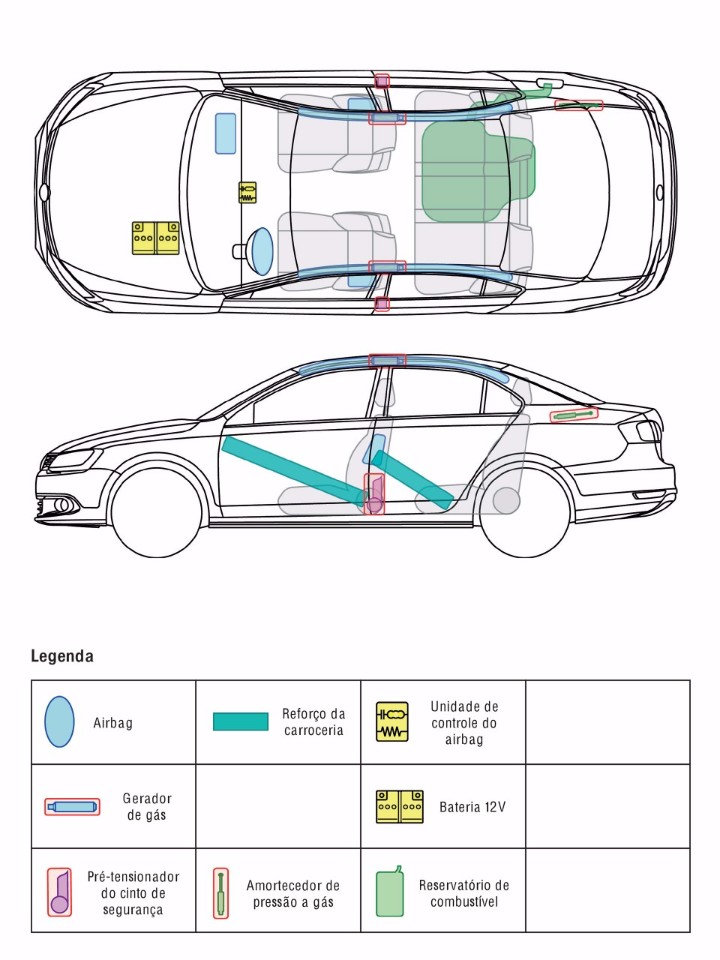 Legenda
Airbag
Reforço da
carroceria
Unidade de
controle do
airbag
Gerador
de gás
Bateria 12V
Pré-tensionador
do cinto de
segurança
Amortecedor de
pressão a gás
Reservatório de
combustível